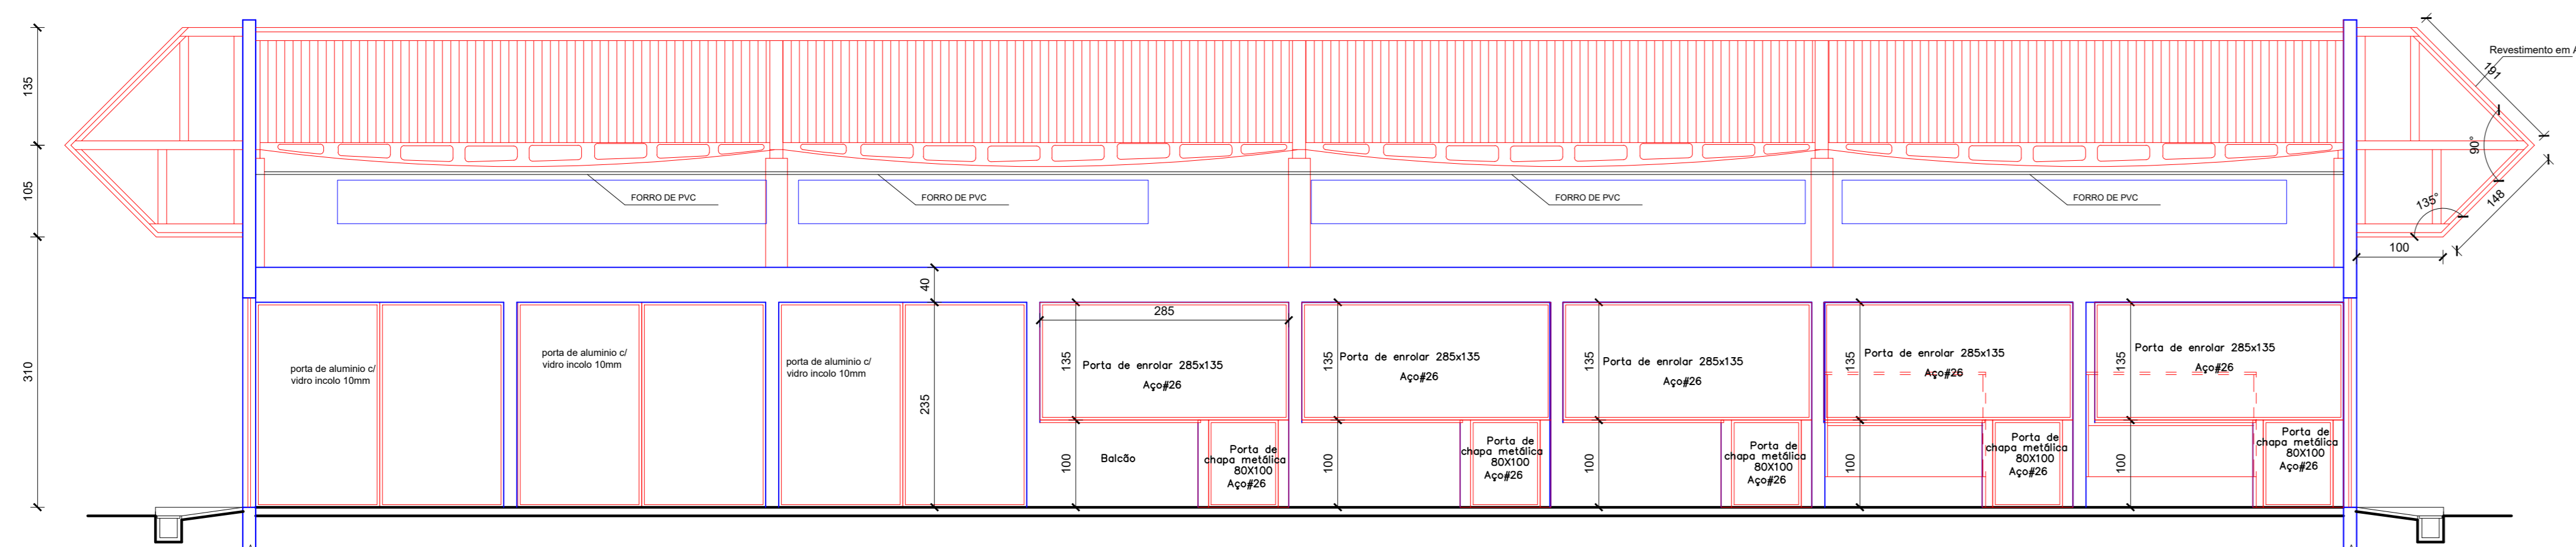 135
105
310
Revestimento em A
191
90°
148
135°
100
FORRO DE PVC
FORRO DE PVC
FORRO DE PVC
FORRO DE PVC
40
235
porta de aluminio c/
vidro incolo 10mm
porta de aluminio c/
vidro incolo 10mm
porta de aluminio c/
vidro incolo 10mm
285
135
Porta de enrolar 285x135
Aço#26
100
Balcão
Porta de
chapa metálica
80X100
Aço#26
135
Porta de enrolar 285x135
Aço#26
100
Porta de
chapa metálica
80X100
Aço#26
135
Porta de enrolar 285x135
Aço#26
100
Porta de
chapa metálica
80X100
Aço#26
135
Porta de enrolar 285x135
Aço#26
100
Porta de
chapa metálica
80X100
Aço#26
135
Porta de enrolar 285x135
Aço#26
100
Porta de
chapa metálica
80X100
Aço#26